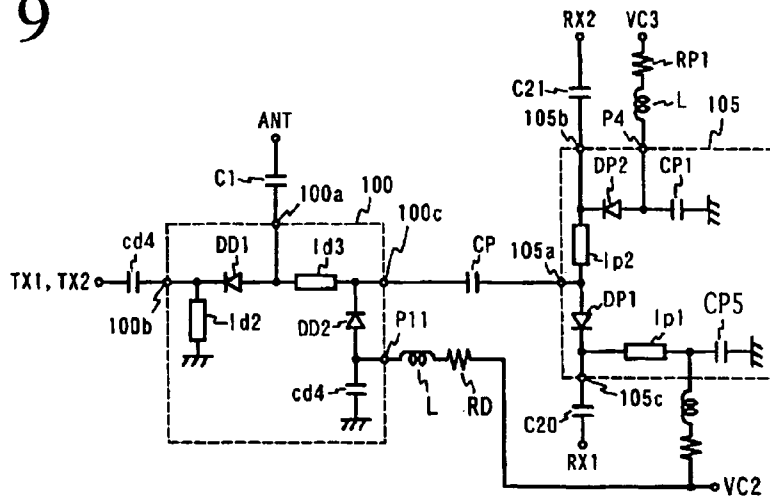 9
RX2 VC3
RP1
C21 L 105
ANT 105b P4
DP2 CP1
C1 100a 100 100c
cd4 DD1 ld3 CP 105a lp2
TX1, TX2
DP1
100b ld2 DD2 P11 lp1 CP5
cd4 L RD 105c
C20
RX1 VC2